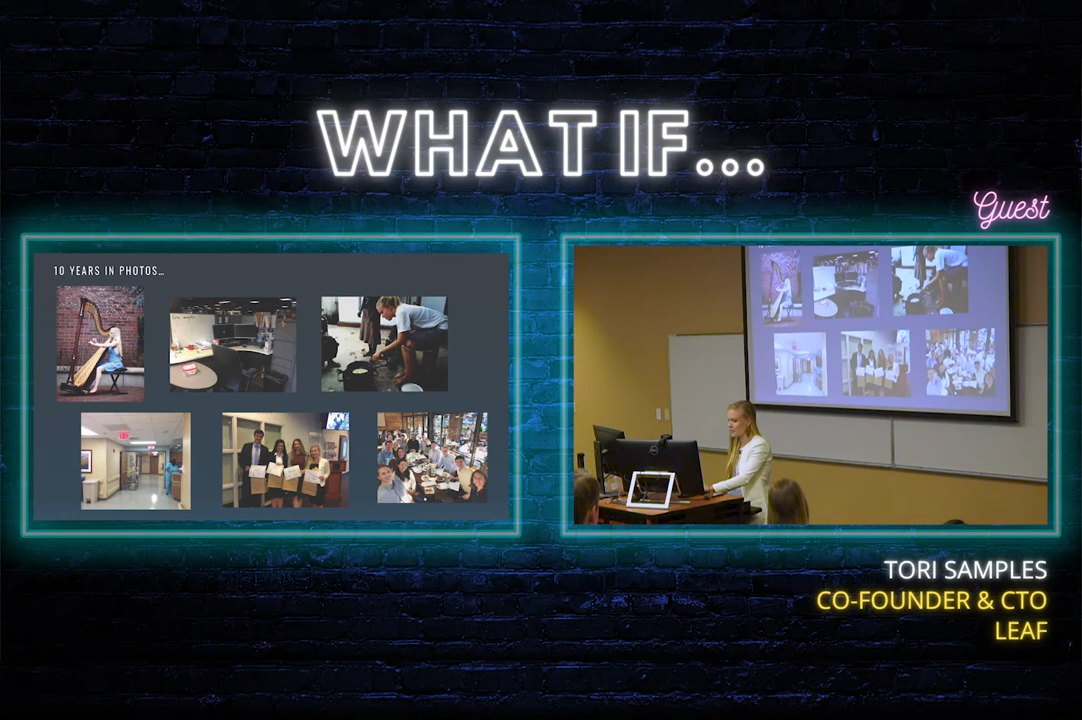 WHAT IF...
Guest
10 YEARS IN PHOTOS...
TORI SAMPLES
CO-FOUNDER & CTO
LEAF